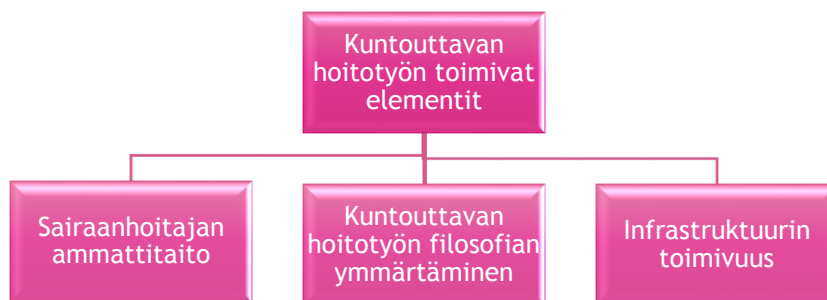 Kuntouttavan
hoitotyön toimivat
elementit
Sairaanhoitajan
ammattitaito
Kuntouttavan
hoitotyön filosofian
ymmärtäminen
Infrastruktuurin
toimivuus